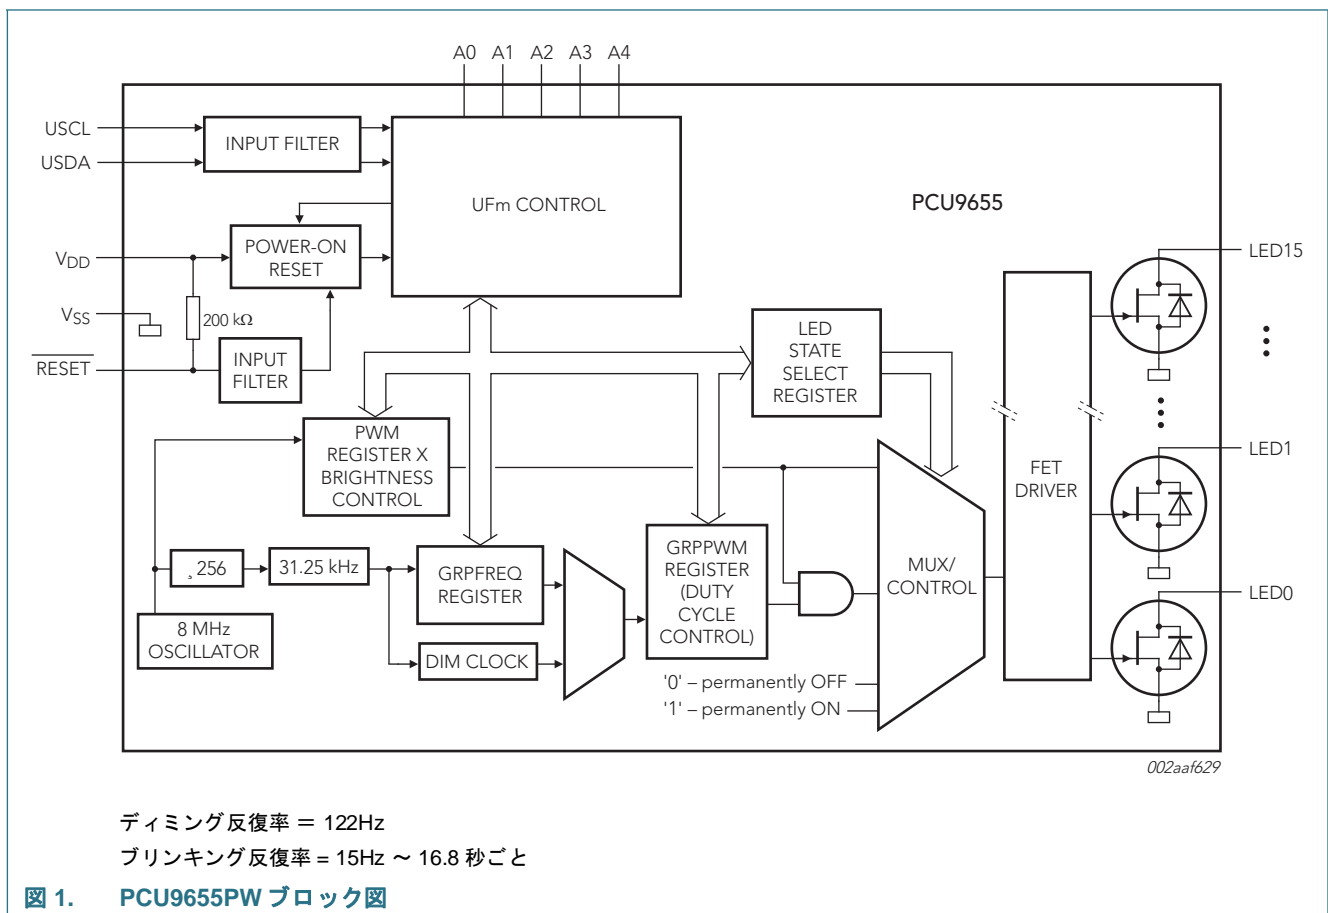 A0 A1 A2 A3 A4
USCL
USDA
INPUT FILTER
UFm CONTROL
PCU9655
VDD
POWER-ON
RESET
VSS
200 kΩ
RESET
INPUT
FILTER
LED
STATE
SELECT
REGISTER
LED15
PWM
REGISTER X
BRIGHTNESS
CONTROL
FET
DRIVER
LED1
¸ 256
31.25 kHz
GRPFREQ
REGISTER
GRPPWM
REGISTER
(DUTY
CYCLE
CONTROL)
MUX/
CONTROL
LED0
8 MHz
OSCILLATOR
DIM CLOCK
'0' – permanently OFF
'1' – permanently ON
002aaf629
ディミング反復率 = 122Hz
ブリンキング反復率 = 15Hz ～ 16.8 秒ごと
図 1. PCU9655PW ブロック図